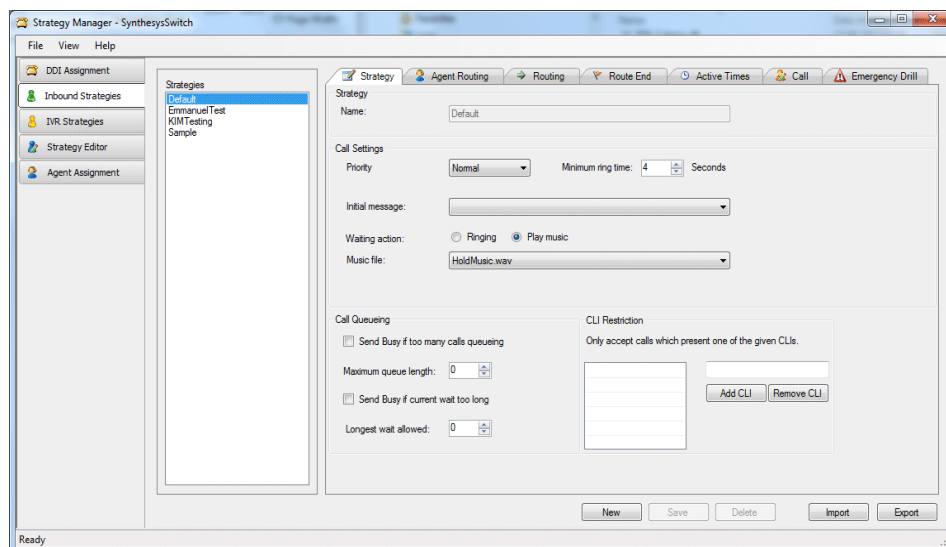 Strategy Manager - SynthesysSwitch
File View Help
DDI Assignment
Inbound Strategies
IVR Strategies
Strategy Editor
Agent Assignment
Strategies
Default
EmmanuelTest
KIMTesting
Sample
Strategy Agent Routing Routing Route End Active Times Call Emergency Drill
Strategy
Name: Default
Call Settings
Priority Normal Minimum ring time: 4 Seconds
Initial message:
Waiting action: Ringing Play music
Music file: HoldMusic.wav
Call Queueing
Send Busy if too many calls queueing
Maximum queue length: 0
Send Busy if current wait too long
Longest wait allowed: 0
CLI Restriction
Only accept calls which present one of the given CLIs.
Add CLI Remove CLI
New Save Delete Import Export
Ready